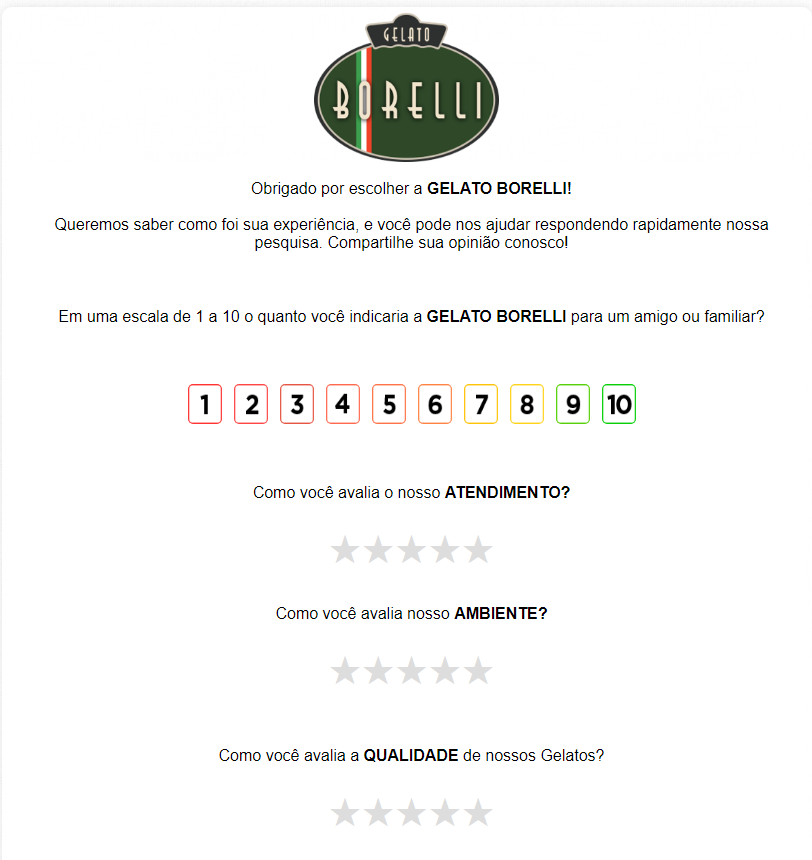 GELATO
BORELLI
Obrigado por escolher a GELATO BORELLI!
Queremos saber como foi sua experiência, e você pode nos ajudar respondendo rapidamente nossa
pesquisa. Compartilhe sua opinião conosco!
Em uma escala de 1 a 10 o quanto você indicaria a GELATO BORELLI para um amigo ou familiar?
1 2 3 4 5 6 7 8 9 10
Como você avalia o nosso ATENDIMENTO?
Como você avalia nosso AMBIENTE?
Como você avalia a QUALIDADE de nossos Gelatos?